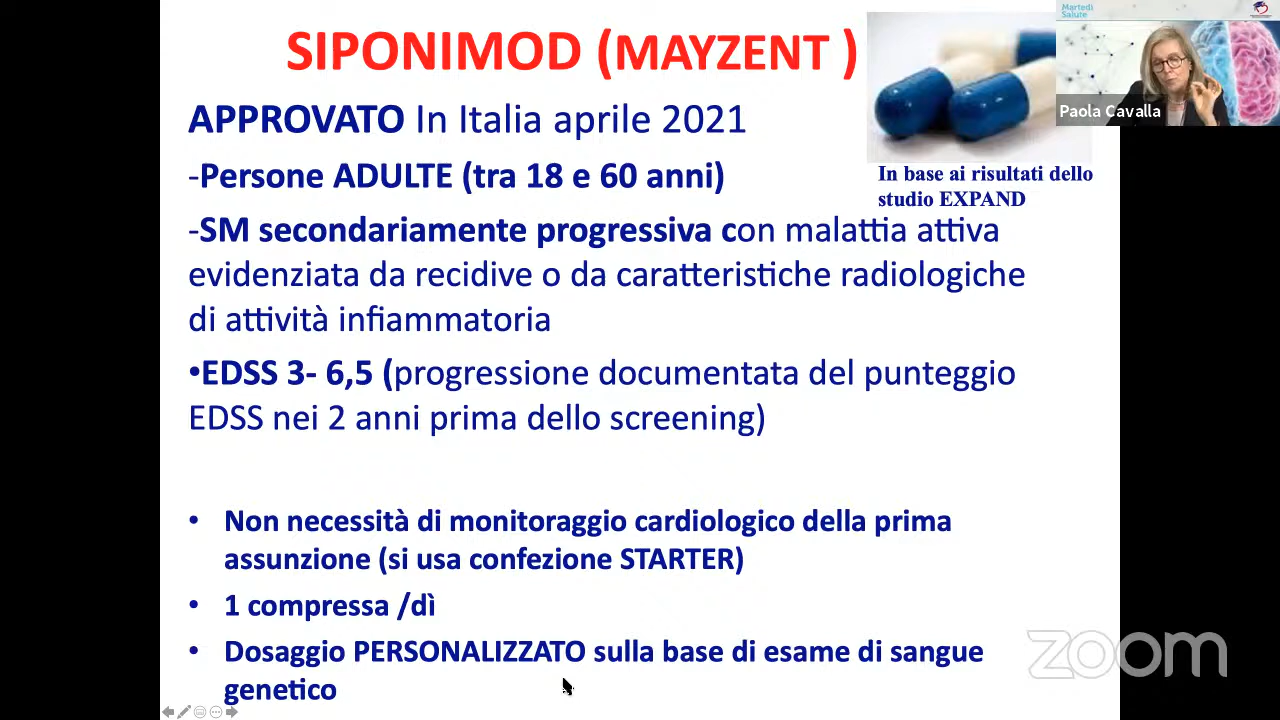 SIPONIMOD (MAYZENT )
Martedì
Salute
Paola Cavalla
APPROVATO In Italia aprile 2021
-Persone ADULTE (tra 18 e 60 anni)
In base ai risultati dello
studio EXPAND
-SM secondariamente progressiva con malattia attiva
evidenziata da recidive o da caratteristiche radiologiche
di attività infiammatoria
•EDSS 3- 6,5 (progressione documentata del punteggio
EDSS nei 2 anni prima dello screening)
• Non necessità di monitoraggio cardiologico della prima
assunzione (si usa confezione STARTER)
• 1 compressa /dì
• Dosaggio PERSONALIZZATO sulla base di esame di sangue
genetico
zoom